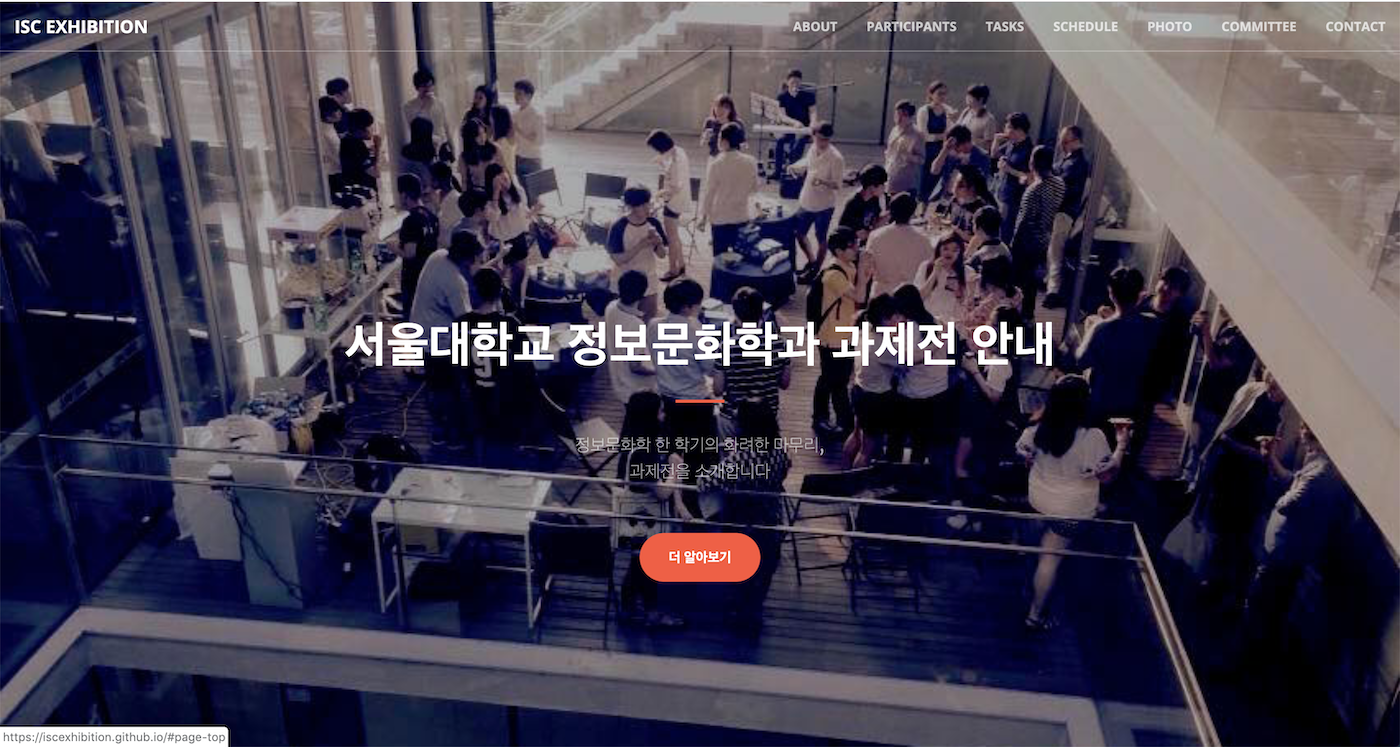 ISC EXHIBITION
ABOUT PARTICIPANTS TASKS SCHEDULE PHOTO COMMITTEE CONTACT
서울대학교 정보문화학과 과제전 안내
정보문화학 한 학기의 화려한 마무리,
과제전을 소개합니다
더 알아보기
https://iscexhibition.github.io/#page-top